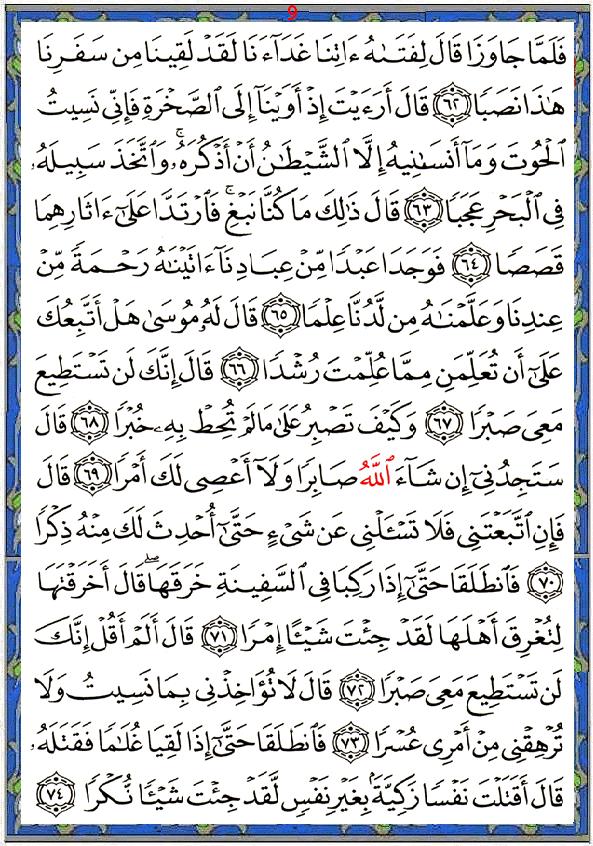 9
فَلَمَّا جَاوَزَا قَالَ لِفَتَىٰهُ ءَاتِنَا غَدَآءَنَا لَقَدْ لَقِينَا مِن سَفَرِنَا
هَٰذَا نَصَبًا ٦٢ قَالَ أَرَءَيْتَ إِذْ أَوَيْنَآ إِلَى ٱلصَّخْرَةِ فَإِنِّى نَسِيتُ
ٱلْحُوتَ وَمَآ أَنسَىٰنِيهُ إِلَّا ٱلشَّيْطَٰنُ أَنْ أَذْكُرَهُۥ ۚ وَٱتَّخَذَ سَبِيلَهُۥ
فِى ٱلْبَحْرِ عَجَبًا ٦٣ قَالَ ذَٰلِكَ مَا كُنَّا نَبْغِ ۚ فَٱرْتَدَّا عَلَىٰٓ ءَاثَارِهِمَا
قَصَصًا ٦٤ فَوَجَدَا عَبْدًا مِّنْ عِبَادِنَآ ءَاتَيْنَٰهُ رَحْمَةً مِّنْ
عِندِنَا وَعَلَّمْنَٰهُ مِن لَّدُنَّا عِلْمًا ٦٥ قَالَ لَهُۥ مُوسَىٰ هَلْ أَتَّبِعُكَ
عَلَىٰٓ أَن تُعَلِّمَنِ مِمَّا عُلِّمْتَ رُشْدًا ٦٦ قَالَ إِنَّكَ لَن تَسْتَطِيعَ
مَعِىَ صَبْرًا ٦٧ وَكَيْفَ تَصْبِرُ عَلَىٰ مَا لَمْ تُحِطْ بِهِۦ خُبْرًا ٦٨ قَالَ
سَتَجِدُنِىٓ إِن شَآءَ ٱللَّهُ صَابِرًا وَلَآ أَعْصِى لَكَ أَمْرًا ٦٩ قَالَ
فَإِنِ ٱتَّبَعْتَنِى فَلَا تَسْـَٔلْنِى عَن شَىْءٍ حَتَّىٰٓ أُحْدِثَ لَكَ مِنْهُ ذِكْرًا
٧٠ فَٱنطَلَقَا حَتَّىٰٓ إِذَا رَكِبَا فِى ٱلسَّفِينَةِ خَرَقَهَا ۖ قَالَ أَخَرَقْتَهَا
لِتُغْرِقَ أَهْلَهَا لَقَدْ جِئْتَ شَيْـًٔا إِمْرًا ٧١ قَالَ أَلَمْ أَقُلْ إِنَّكَ
لَن تَسْتَطِيعَ مَعِىَ صَبْرًا ٧٢ قَالَ لَا تُؤَاخِذْنِى بِمَا نَسِيتُ وَلَا
تُرْهِقْنِى مِنْ أَمْرِى عُسْرًا ٧٣ فَٱنطَلَقَا حَتَّىٰٓ إِذَا لَقِيَا غُلَٰمًا فَقَتَلَهُۥ
قَالَ أَقَتَلْتَ نَفْسًا زَكِيَّةًۢ بِغَيْرِ نَفْسٍ لَّقَدْ جِئْتَ شَيْـًٔا نُّكْرًا ٧٤